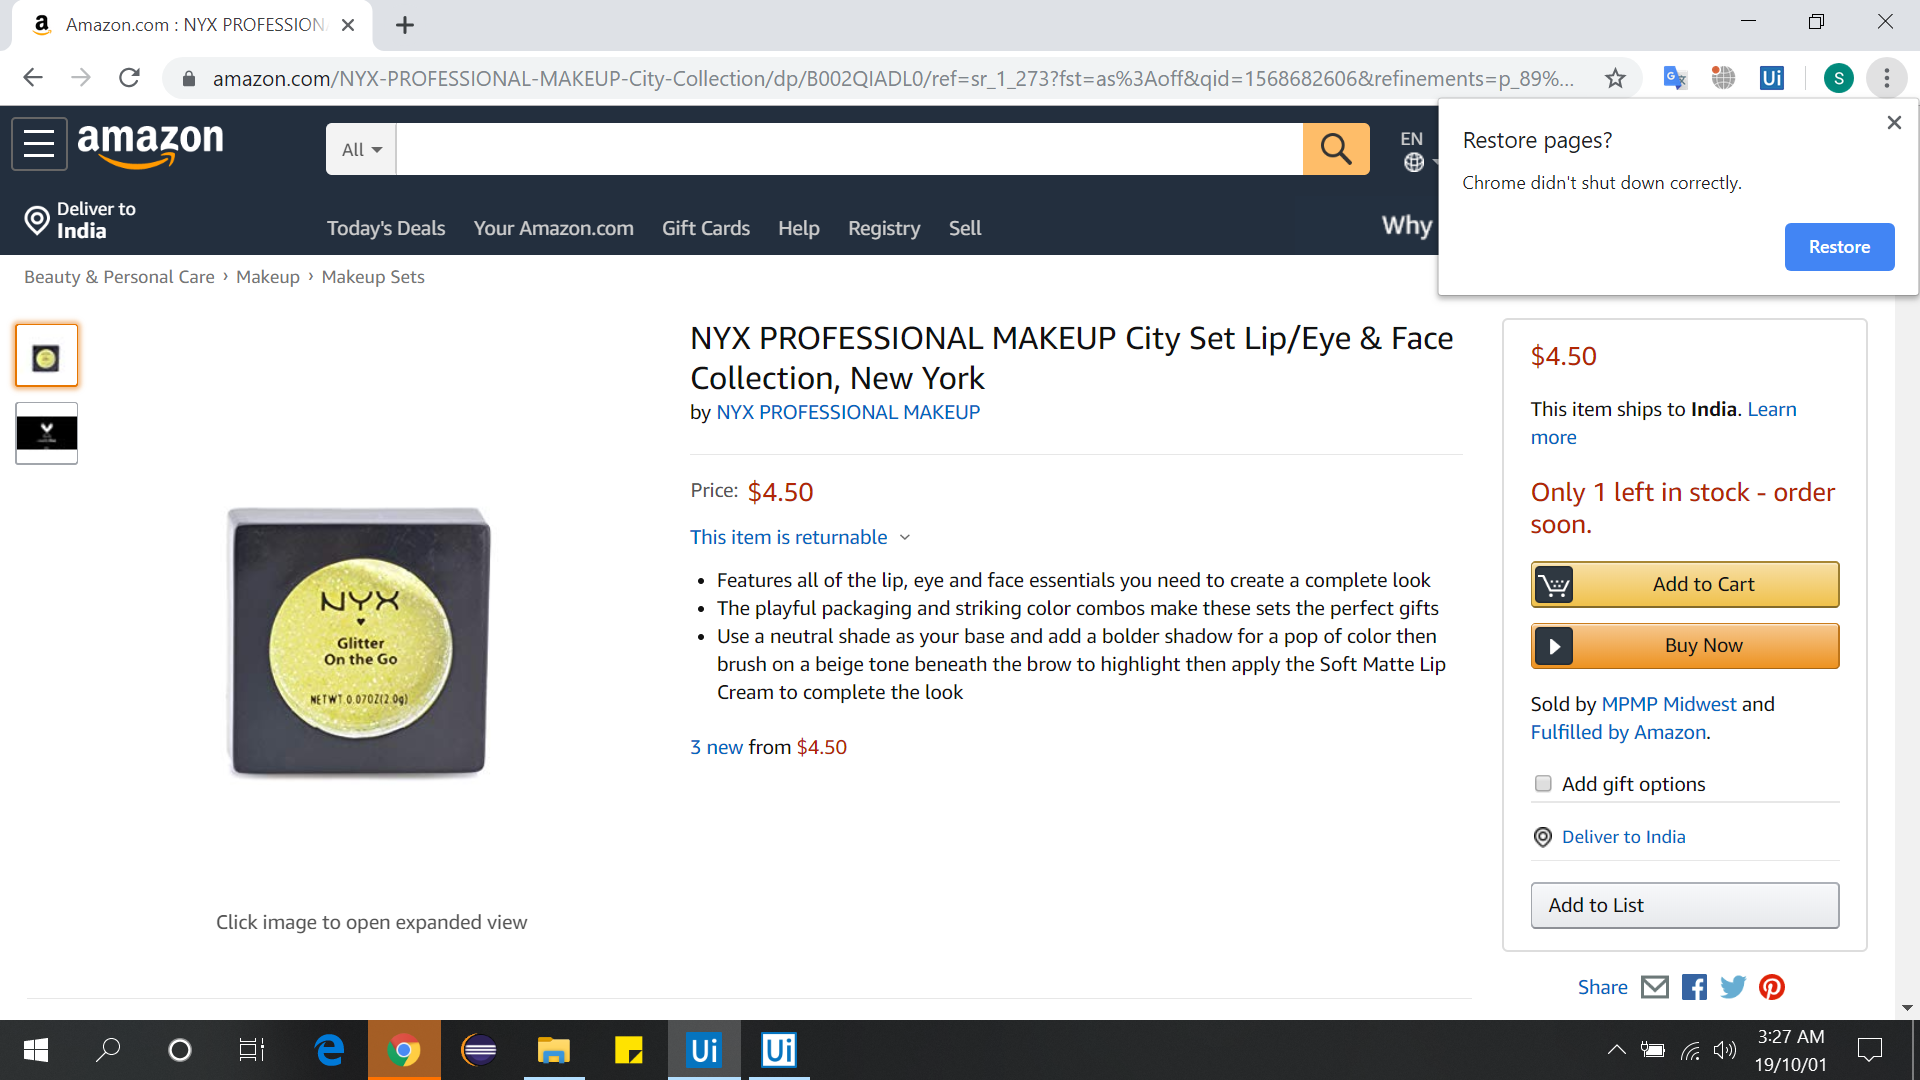 Amazon.com : NYX PROFESSION
amazon.com/NYX-PROFESSIONAL-MAKEUP-City-Collection/dp/B002QIADL0/ref=sr_1_273?fst=as%3Aoff&qid=1568682606&refinements=p_89%...
S
Restore pages?
Chrome didn't shut down correctly.
Restore
amazon
All
EN
Deliver to
India
Today's Deals Your Amazon.com Gift Cards Help Registry Sell
Why
Beauty & Personal Care › Makeup › Makeup Sets
NYX PROFESSIONAL MAKEUP City Set Lip/Eye & Face
Collection, New York
by NYX PROFESSIONAL MAKEUP
Price: $4.50
This item is returnable
• Features all of the lip, eye and face essentials you need to create a complete look
• The playful packaging and striking color combos make these sets the perfect gifts
• Use a neutral shade as your base and add a bolder shadow for a pop of color then
brush on a beige tone beneath the brow to highlight then apply the Soft Matte Lip
Cream to complete the look
3 new from $4.50
NYX
Glitter
On the Go
NETWT 0.07OZ(2.0g)
Click image to open expanded view
$4.50
This item ships to India. Learn
more
Only 1 left in stock - order
soon.
Add to Cart
Buy Now
Sold by MPMP Midwest and
Fulfilled by Amazon.
Add gift options
Deliver to India
Add to List
Share
Ui
Ui
Ui
3:27 AM
19/10/01